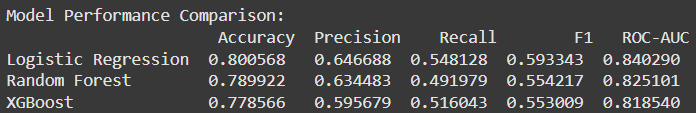 Model Performance Comparison:
Accuracy Precision Recall F1 ROC-AUC
Logistic Regression 0.800568 0.646688 0.548128 0.593343 0.840290
Random Forest 0.789922 0.634483 0.491979 0.554217 0.825101
XGBoost 0.778566 0.595679 0.516043 0.553009 0.818540